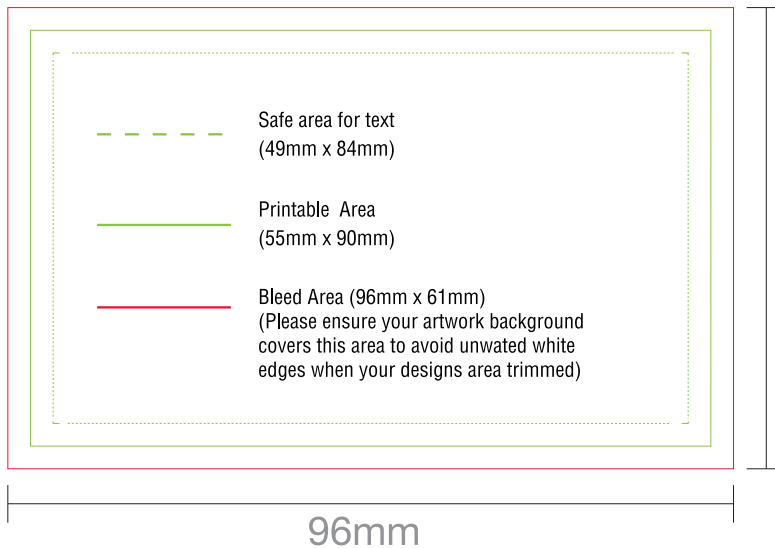 Safe area for text
(49mm x 84mm)
Printable Area
(55mm x 90mm)
Bleed Area (96mm x 61mm)
(Please ensure your artwork background
covers this area to avoid unwated white
edges when your designs area trimmed)
96mm